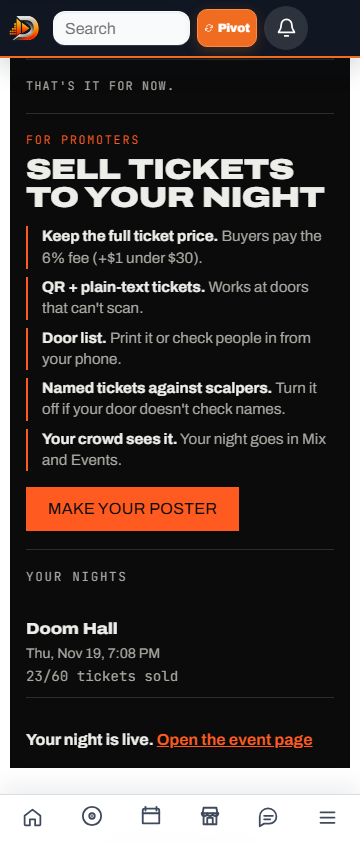 Search
Pivot
THAT'S IT FOR NOW.
FOR PROMOTERS
SELL TICKETS
TO YOUR NIGHT
Keep the full ticket price. Buyers pay the
6% fee (+$1 under $30).
QR + plain-text tickets. Works at doors
that can't scan.
Door list. Print it or check people in from
your phone.
Named tickets against scalpers. Turn it
off if your door doesn't check names.
Your crowd sees it. Your night goes in Mix
and Events.
MAKE YOUR POSTER
YOUR NIGHTS
Doom Hall
Thu, Nov 19, 7:08 PM
23/60 tickets sold
Your night is live. Open the event page